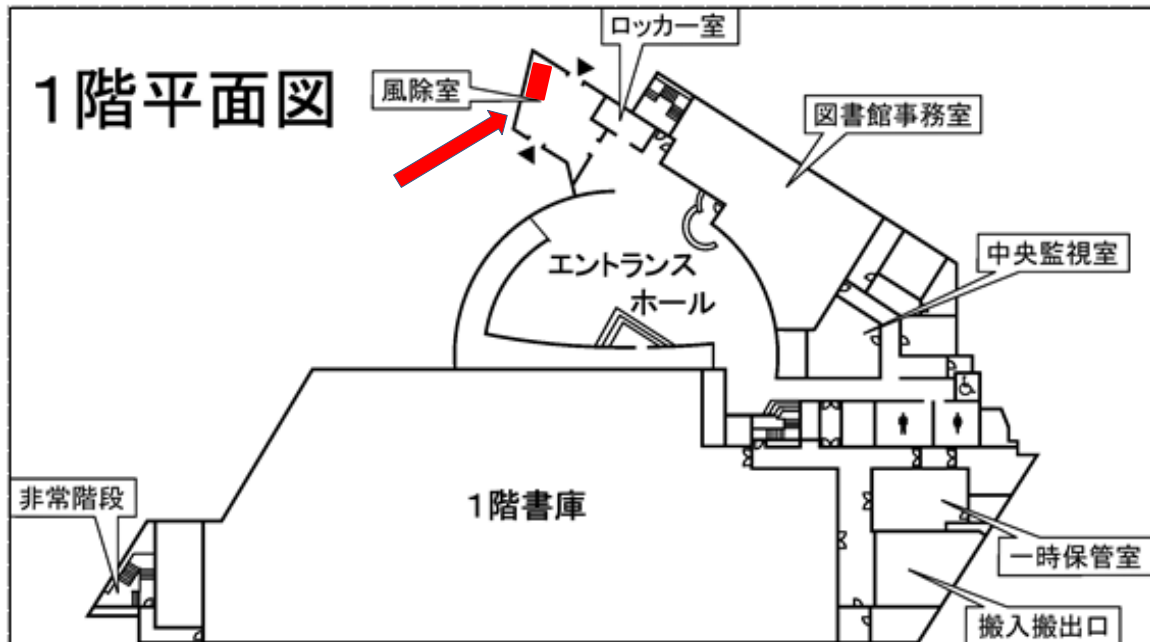 1階平面図
ロッカー室
風除室
図書館事務室
中央監視室
エントランス
ホール
非常階段
1階書庫
一時保管室
搬入搬出口